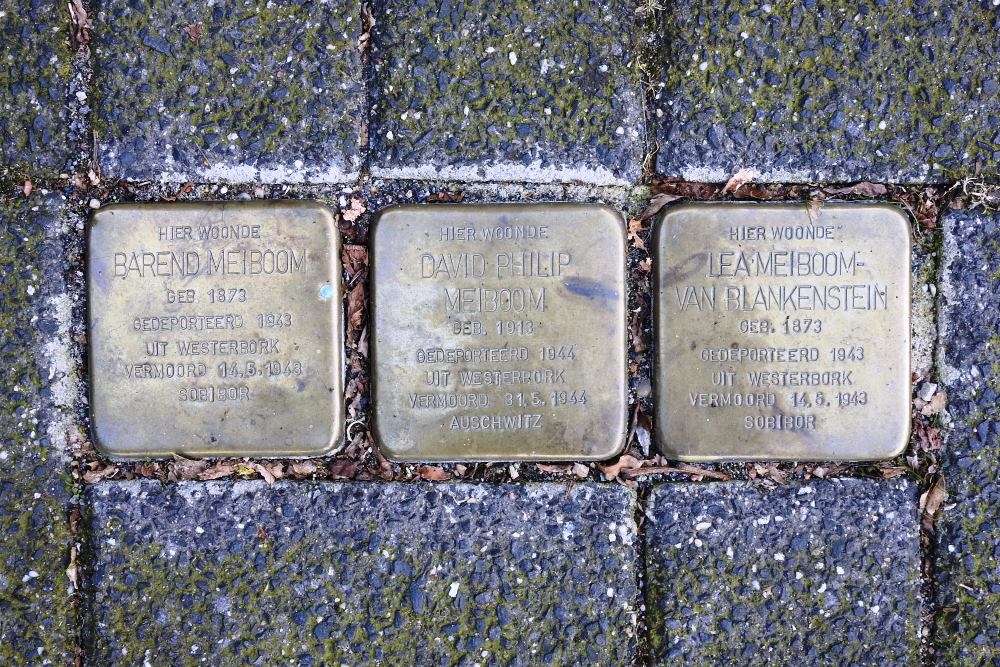 HIER WOONDE
BAREND MEIBOOM
GEB. 1873
GEDEPORTEERD 1943
UIT WESTERBORK
VERMOORD 14.5.1943
SOBIBOR
HIER WOONDE
DAVID PHILIP
MEIBOOM
GEB. 1913
GEDEPORTEERD 1944
UIT WESTERBORK
VERMOORD 31.5.1944
AUSCHWITZ
HIER WOONDE
LEA MEIBOOM-
VAN BLANKENSTEIN
GEB. 1873
GEDEPORTEERD 1943
UIT WESTERBORK
VERMOORD 14.5.1943
SOBIBOR